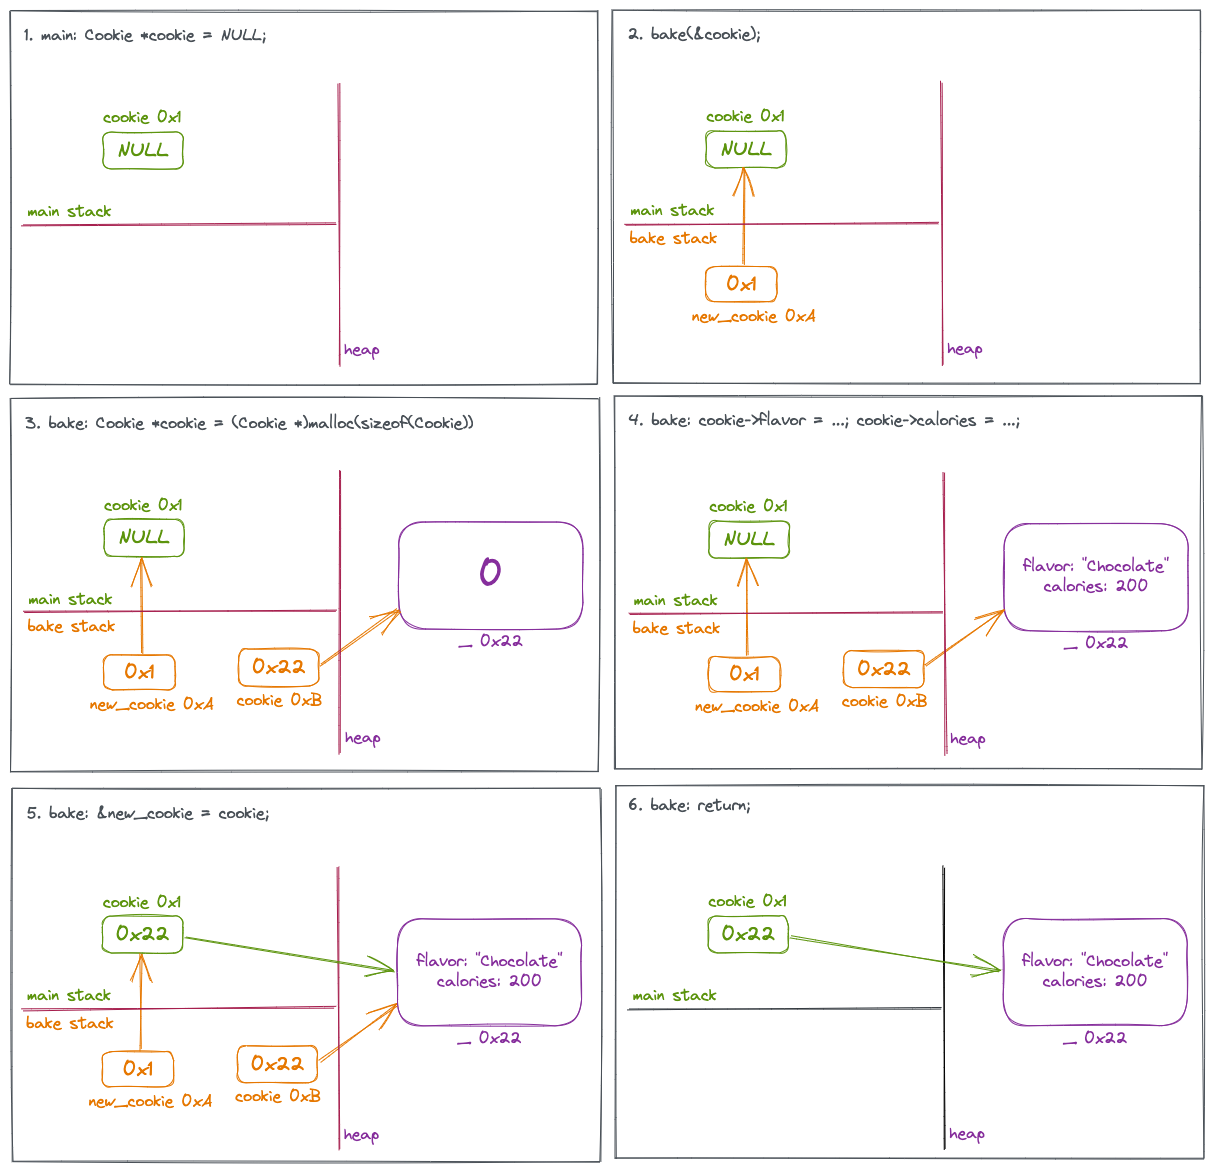 1. main: Cookie *cookie = NULL;
cookie 0x1
NULL
main stack
heap
2. bake(&cookie);
cookie 0x1
NULL
main stack
bake stack
0x1
new_cookie 0xA
heap
3. bake: Cookie *cookie = (Cookie *)malloc(sizeof(Cookie))
cookie 0x1
NULL
0
main stack
bake stack
_ 0x22
0x1
0x22
new_cookie 0xA
cookie 0xB
heap
4. bake: cookie->flavor = ...; cookie->calories = ...;
cookie 0x1
NULL
flavor: "Chocolate"
calories: 200
main stack
bake stack
_ 0x22
0x1
0x22
new_cookie 0xA
cookie 0xB
heap
5. bake: &new_cookie = cookie;
cookie 0x1
0x22
flavor: "Chocolate"
calories: 200
main stack
bake stack
_ 0x22
0x1
0x22
new_cookie 0xA
cookie 0xB
heap
6. bake: return;
cookie 0x1
0x22
flavor: "Chocolate"
calories: 200
main stack
_ 0x22
heap